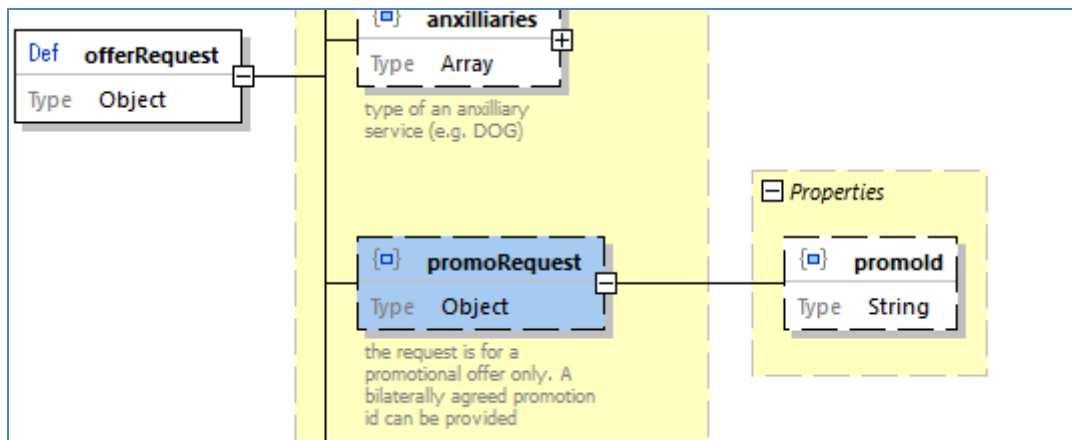 anxilliaries
Def offerRequest
Type Array
Type Object
type of an anxilliary
service (e.g. DOG)
Properties
promoRequest
promoId
Type Object
Type String
the request is for a
promotional offer only. A
bilaterally agreed promotion
id can be provided